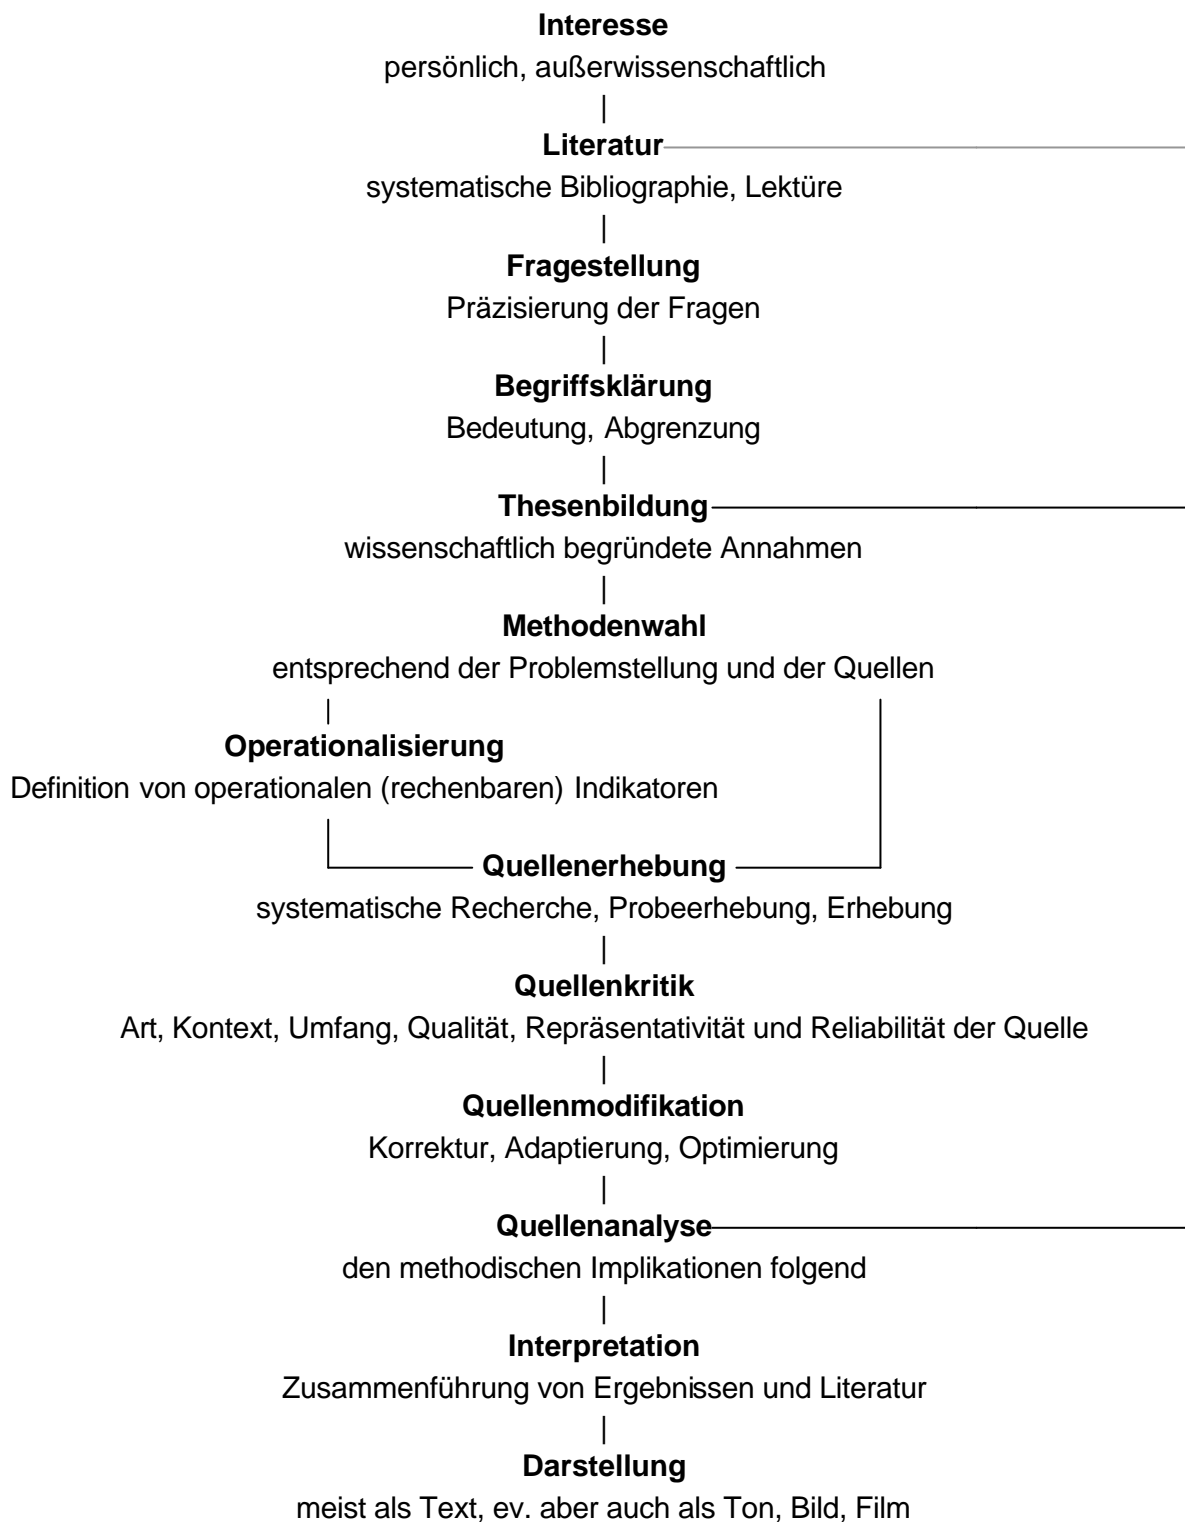 Interesse
persönlich, außerwissenschaftlich
Literatur
systematische Bibliographie, Lektüre
Fragestellung
Präzisierung der Fragen
Begriffsklärung
Bedeutung, Abgrenzung
Thesenbildung
wissenschaftlich begründete Annahmen
Methodenwahl
entsprechend der Problemstellung und der Quellen
Operationalisierung
Definition von operationalen (rechenbaren) Indikatoren
Quellenerhebung
systematische Recherche, Probeerhebung, Erhebung
Quellenkritik
Art, Kontext, Umfang, Qualität, Repräsentativität und Reliabilität der Quelle
Quellenmodifikation
Korrektur, Adaptierung, Optimierung
Quellenanalyse
den methodischen Implikationen folgend
Interpretation
Zusammenführung von Ergebnissen und Literatur
Darstellung
meist als Text, ev. aber auch als Ton, Bild, Film